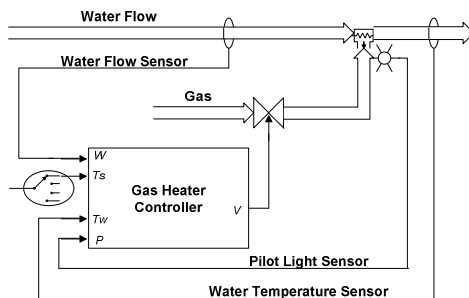 Water Flow
Water Flow Sensor
Gas
W
Ts
Gas Heater
Controller
V
Tw
P
Pilot Light Sensor
Water Temperature Sensor